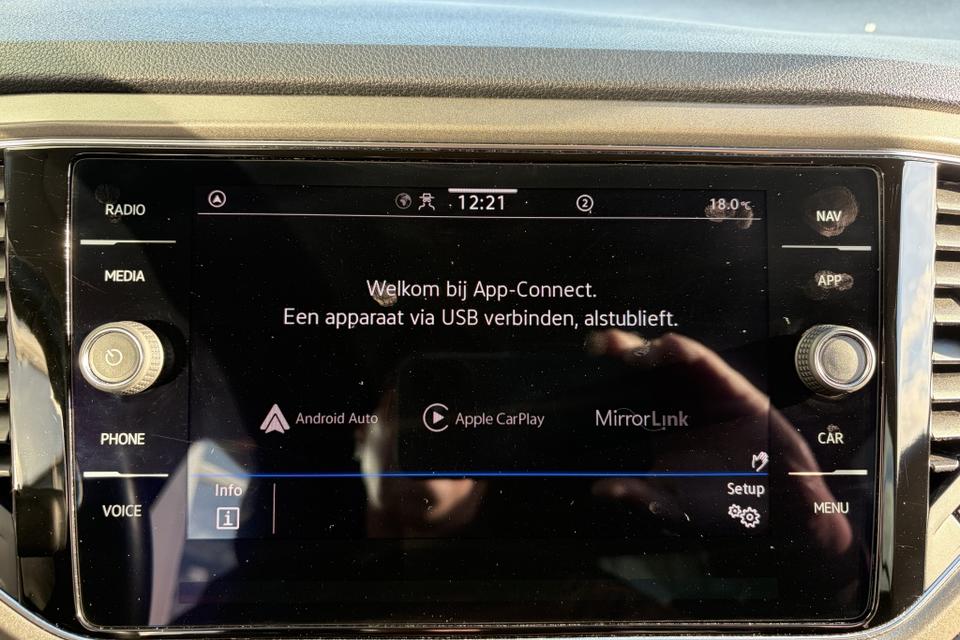 RADIO
MEDIA
PHONE
VOICE
12:21
2
18.0°C
Welkom bij App-Connect.
Een apparaat via USB verbinden, alstublieft.
Android Auto
Apple CarPlay
MirrorLink
Info
i
Setup
NAV
APP
CAR
MENU